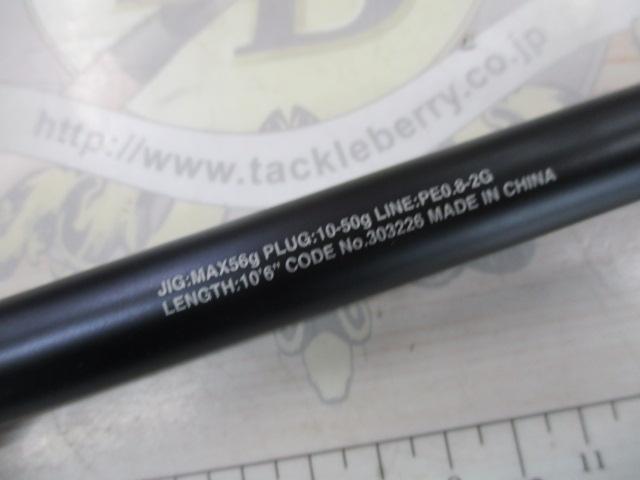 http://www.tackleberry.co.jp
JIG:MAX56g PLUG:10-50g LINE:PE0.8-2G
LENGTH:10'6" CODE No.303226 MADE IN CHINA
11